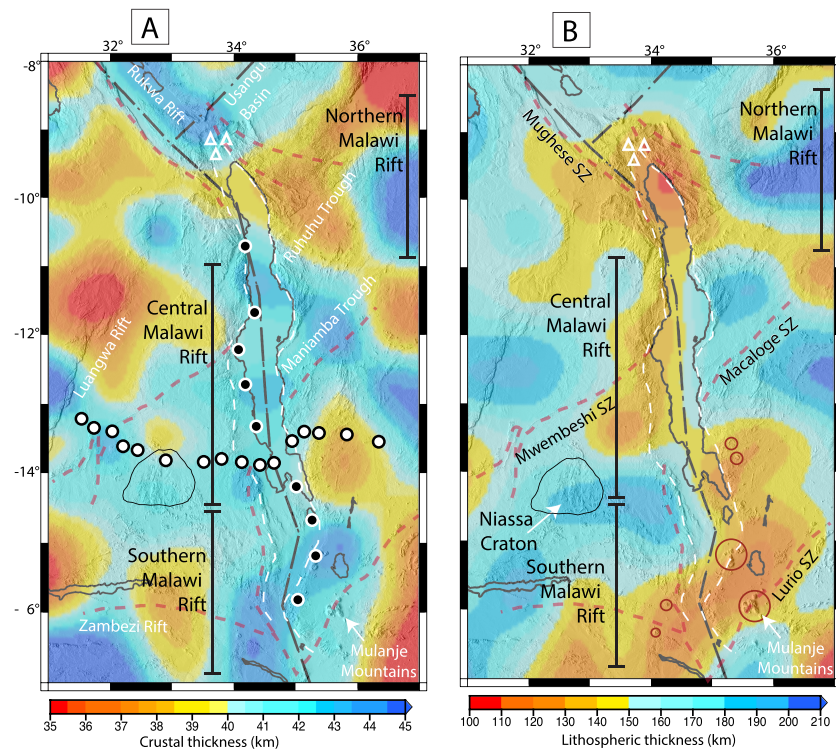 A
B
32°
34°
36°
32°
34°
36°
-8°
-10°
-12°
-14°
- 6°
Rukwa Rift
Usangu
Basin
Northern
Malawi
Rift
Ruhuhu Trough
Central
Malawi
Rift
Maniamba Trough
Luangwa Rift
Southern
Malawi
Rift
Zambezi Rift
Mulanje
Mountains
Mughese SZ
Northern
Malawi
Rift
Central
Malawi
Rift
Macaloge SZ
Mwembeshi SZ
Niassa
Craton
Southern
Malawi
Rift
Lurio SZ
Mulanje
Mountains
35 36 37 38 39 40 41 42 43 44 45
Crustal thickness (km)
100 110 120 130 140 150 160 170 180 190 200 210
Lithospheric thickness (km)